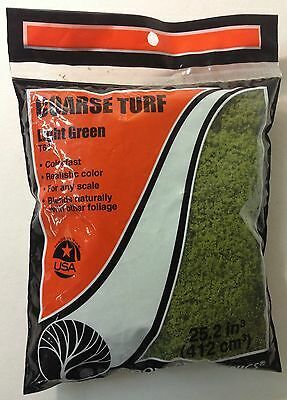 COARSE TURF
Light Green
• Colorfast
• Realistic color
• For any scale
• Blends naturally
with other foliage
USA
25.2 in³
(412 cm³)